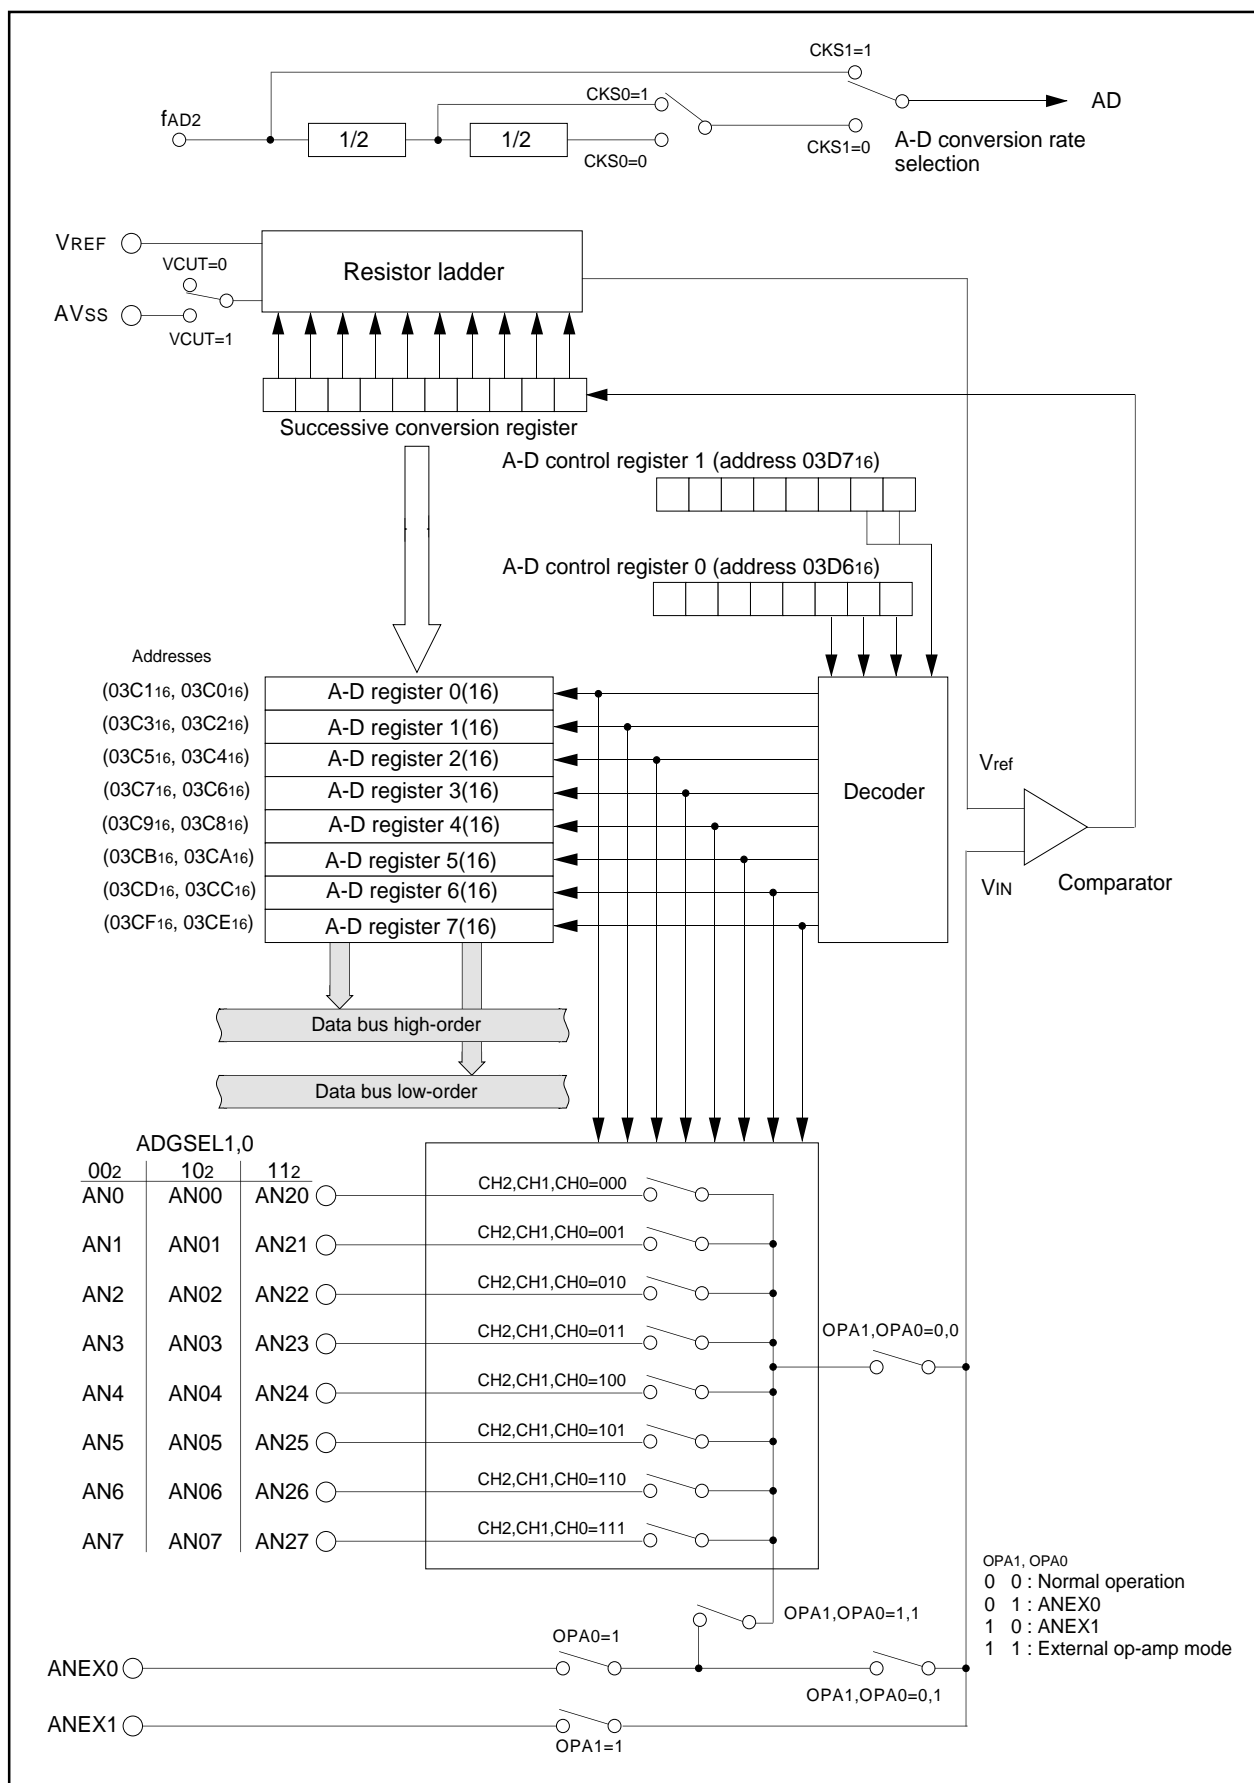 CKS1=1
CKS0=1
AD
fAD2
1/2
1/2
CKS0=0
CKS1=0
A-D conversion rate
selection
VREF
VCUT=0
Resistor ladder
AVSS
VCUT=1
Successive conversion register
A-D control register 1 (address 03D716)
A-D control register 0 (address 03D616)
Addresses
(03C116, 03C016)
A-D register 0(16)
(03C316, 03C216)
A-D register 1(16)
(03C516, 03C416)
A-D register 2(16)
(03C716, 03C616)
A-D register 3(16)
(03C916, 03C816)
A-D register 4(16)
(03CB16, 03CA16)
A-D register 5(16)
(03CD16, 03CC16)
A-D register 6(16)
(03CF16, 03CE16)
A-D register 7(16)
Decoder
Vref
VIN
Comparator
Data bus high-order
Data bus low-order
ADGSEL1,0
002 102 112
AN0 AN00 AN20
CH2,CH1,CH0=000
AN1 AN01 AN21
CH2,CH1,CH0=001
AN2 AN02 AN22
CH2,CH1,CH0=010
AN3 AN03 AN23
CH2,CH1,CH0=011
OPA1,OPA0=0,0
AN4 AN04 AN24
CH2,CH1,CH0=100
AN5 AN05 AN25
CH2,CH1,CH0=101
AN6 AN06 AN26
CH2,CH1,CH0=110
AN7 AN07 AN27
CH2,CH1,CH0=111
OPA1, OPA0
0 0 : Normal operation
0 1 : ANEX0
1 0 : ANEX1
1 1 : External op-amp mode
OPA1,OPA0=1,1
OPA0=1
ANEX0
OPA1,OPA0=0,1
ANEX1
OPA1=1